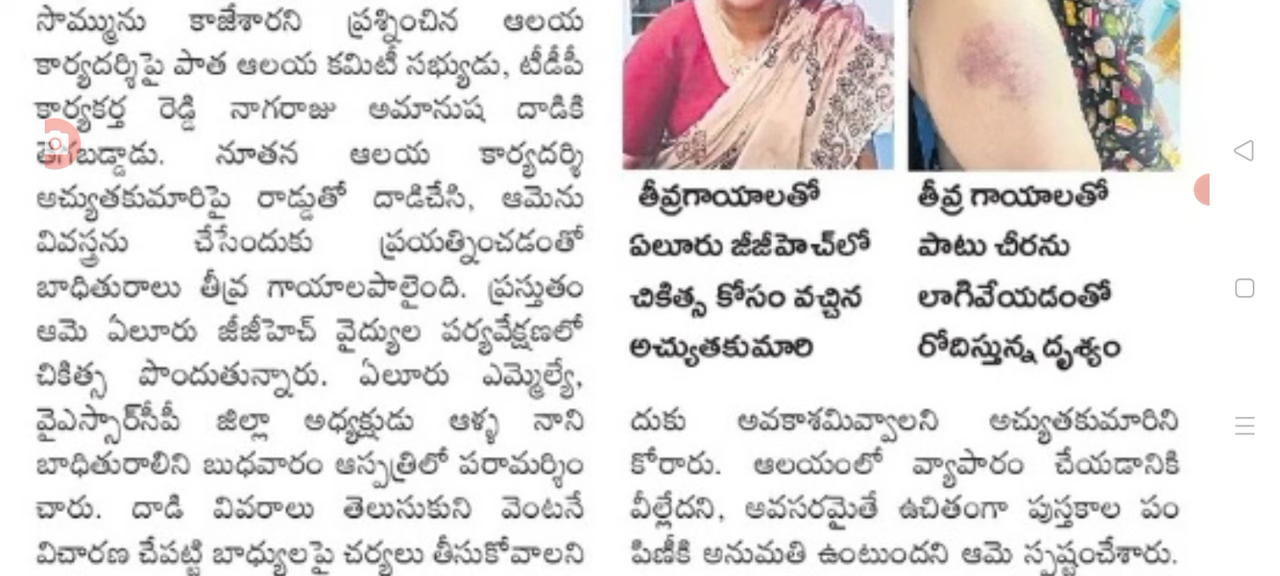 సొమ్మును కాజేశారని ప్రశ్నించిన ఆలయ
కార్యదర్శిపై పాత ఆలయ కమిటీ సభ్యుడు, టీడీపీ
కార్యకర్త రెడ్డి నాగరాజు అమానుష దాడికి
తెగబడ్డాడు. నూతన ఆలయ కార్యదర్శి
అచ్యుతకుమారిపై రాడ్డుతో దాడిచేసి, ఆమెను
వివస్త్రను చేసేందుకు ప్రయత్నించడంతో
బాధితురాలు తీవ్ర గాయాలపాలైంది. ప్రస్తుతం
ఆమె ఏలూరు జీజీహెచ్ వైద్యుల పర్యవేక్షణలో
చికిత్స పొందుతున్నారు. ఏలూరు ఎమ్మెల్యే,
వైఎస్సార్‌సీపీ జిల్లా అధ్యక్షుడు ఆళ్ళ నాని
బాధితురాలిని బుధవారం ఆస్పత్రిలో పరామర్శిం
చారు. దాడి వివరాలు తెలుసుకుని వెంటనే
విచారణ చేపట్టి బాధ్యులపై చర్యలు తీసుకోవాలని
తీవ్రగాయాలతో
ఏలూరు జీజీహెచ్‌లో
చికిత్స కోసం వచ్చిన
అచ్యుతకుమారి
తీవ్ర గాయాలతో
పాటు చీరను
లాగివేయడంతో
రోదిస్తున్న దృశ్యం
దుకు అవకాశమివ్వాలని అచ్యుతకుమారిని
కోరారు. ఆలయంలో వ్యాపారం చేయడానికి
వీల్లేదని, అవసరమైతే ఉచితంగా పుస్తకాల పం
పిణీకి అనుమతి ఉంటుందని ఆమె స్పష్టంచేశారు.